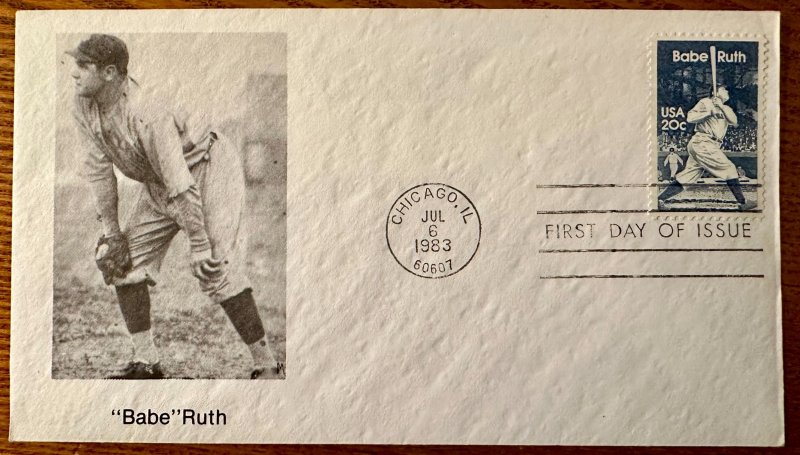 Babe Ruth
USA
20c
CHICAGO, IL
JUL
6
1983
60607
FIRST DAY OF ISSUE
"Babe"Ruth